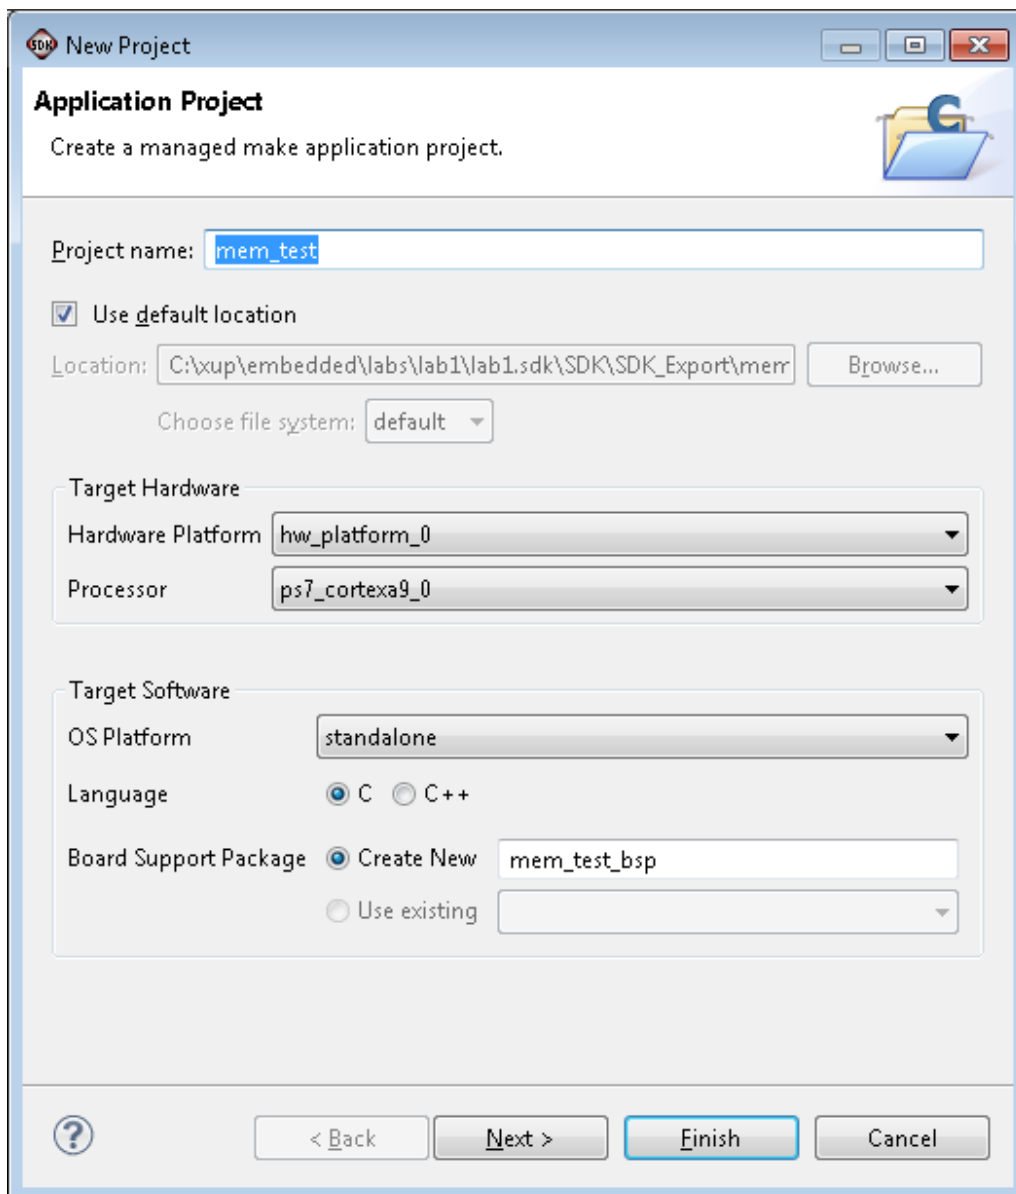 SDK New Project
Application Project
Create a managed make application project.
C
Project name: mem_test
Use default location
Location: C:\xup\embedded\labs\lab1\lab1.sdk\SDK\SDK_Export\mem
Browse...
Choose file system: default
Target Hardware
Hardware Platform hw_platform_0
Processor ps7_cortexa9_0
Target Software
OS Platform standalone
Language C C++
Board Support Package Create New mem_test_bsp
Use existing
? < Back Next > Finish Cancel